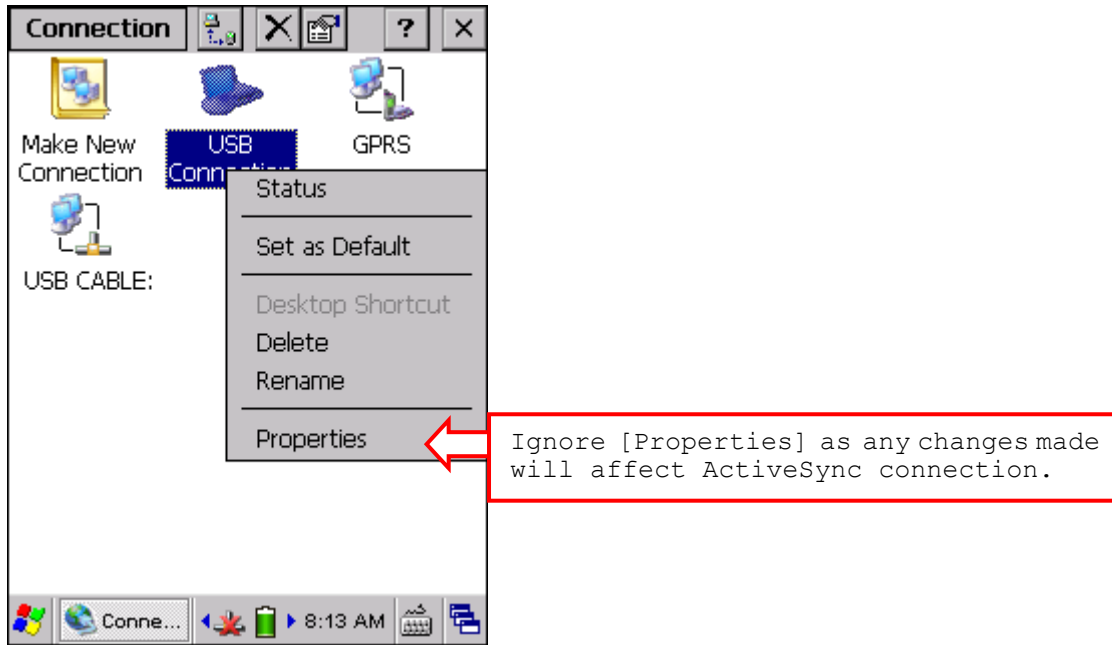 Connection ? ×
Make New
Connection
USB
GPRS
USB CABLE:
Status
Set as Default
Desktop Shortcut
Delete
Rename
Properties
Ignore [Properties] as any changes made
will affect ActiveSync connection.
Conne... 8:13 AM